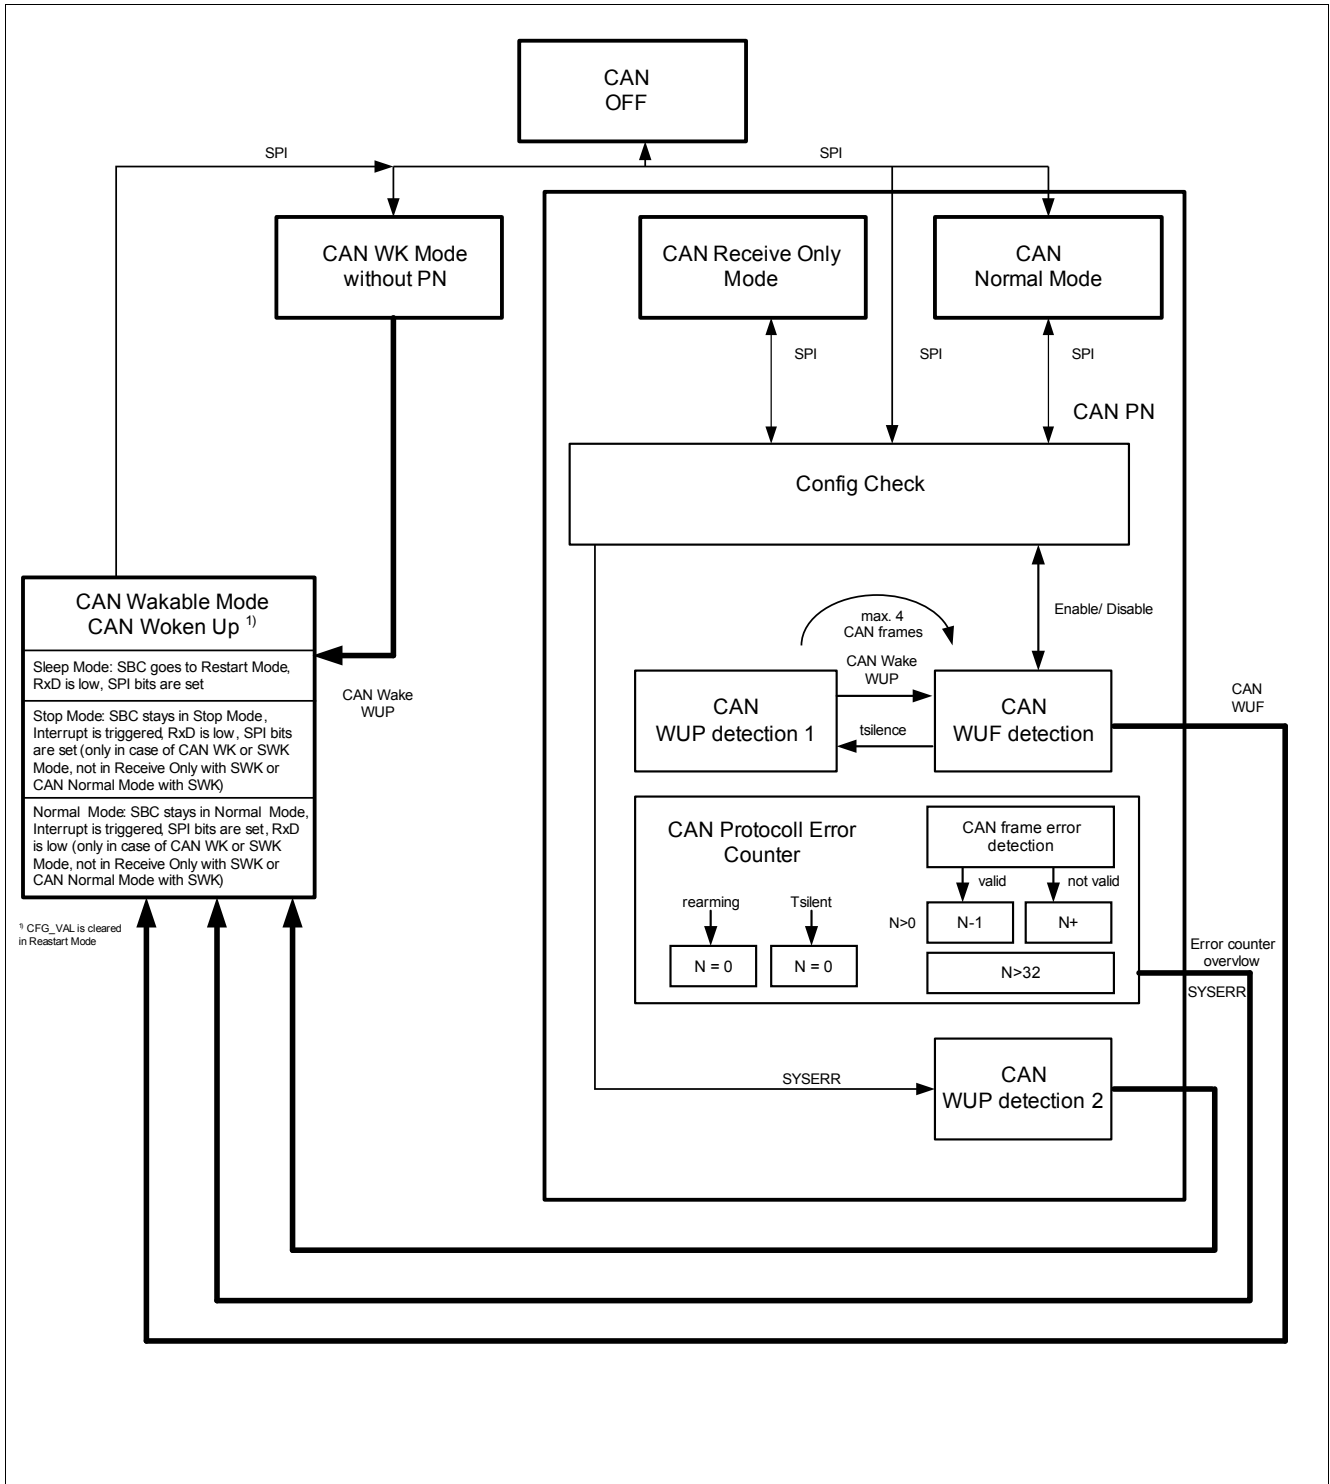 CAN
OFF
SPI
SPI
CAN WK Mode
without PN
CAN Receive Only
Mode
CAN
Normal Mode
SPI
SPI
SPI
CAN PN
Config Check
CAN Wakable Mode
CAN Woken Up 1)
Sleep Mode: SBC goes to Restart Mode,
RxD is low, SPI bits are set
Stop Mode: SBC stays in Stop Mode,
Interrupt is triggered, RxD is low, SPI bits
are set (only in case of CAN WK or SWK
Mode, not in Receive Only with SWK or
CAN Normal Mode with SWK)
Normal Mode: SBC stays in Normal Mode,
Interrupt is triggered, SPI bits are set, RxD
is low (only in case of CAN WK or SWK
Mode, not in Receive Only with SWK or
CAN Normal Mode with SWK)
1) CFG_VAL is cleared
in Reastart Mode
CAN Wake
WUP
max. 4
CAN frames
Enable/ Disable
CAN Wake
WUP
CAN
WUP detection 1
tsilence
CAN
WUF detection
CAN
WUF
CAN Protocoll Error
Counter
CAN frame error
detection
valid
not valid
rearming
Tsilent
N>0
N-1
N+
N = 0
N = 0
N>32
Error counter
overvlow
SYSERR
SYSERR
CAN
WUP detection 2